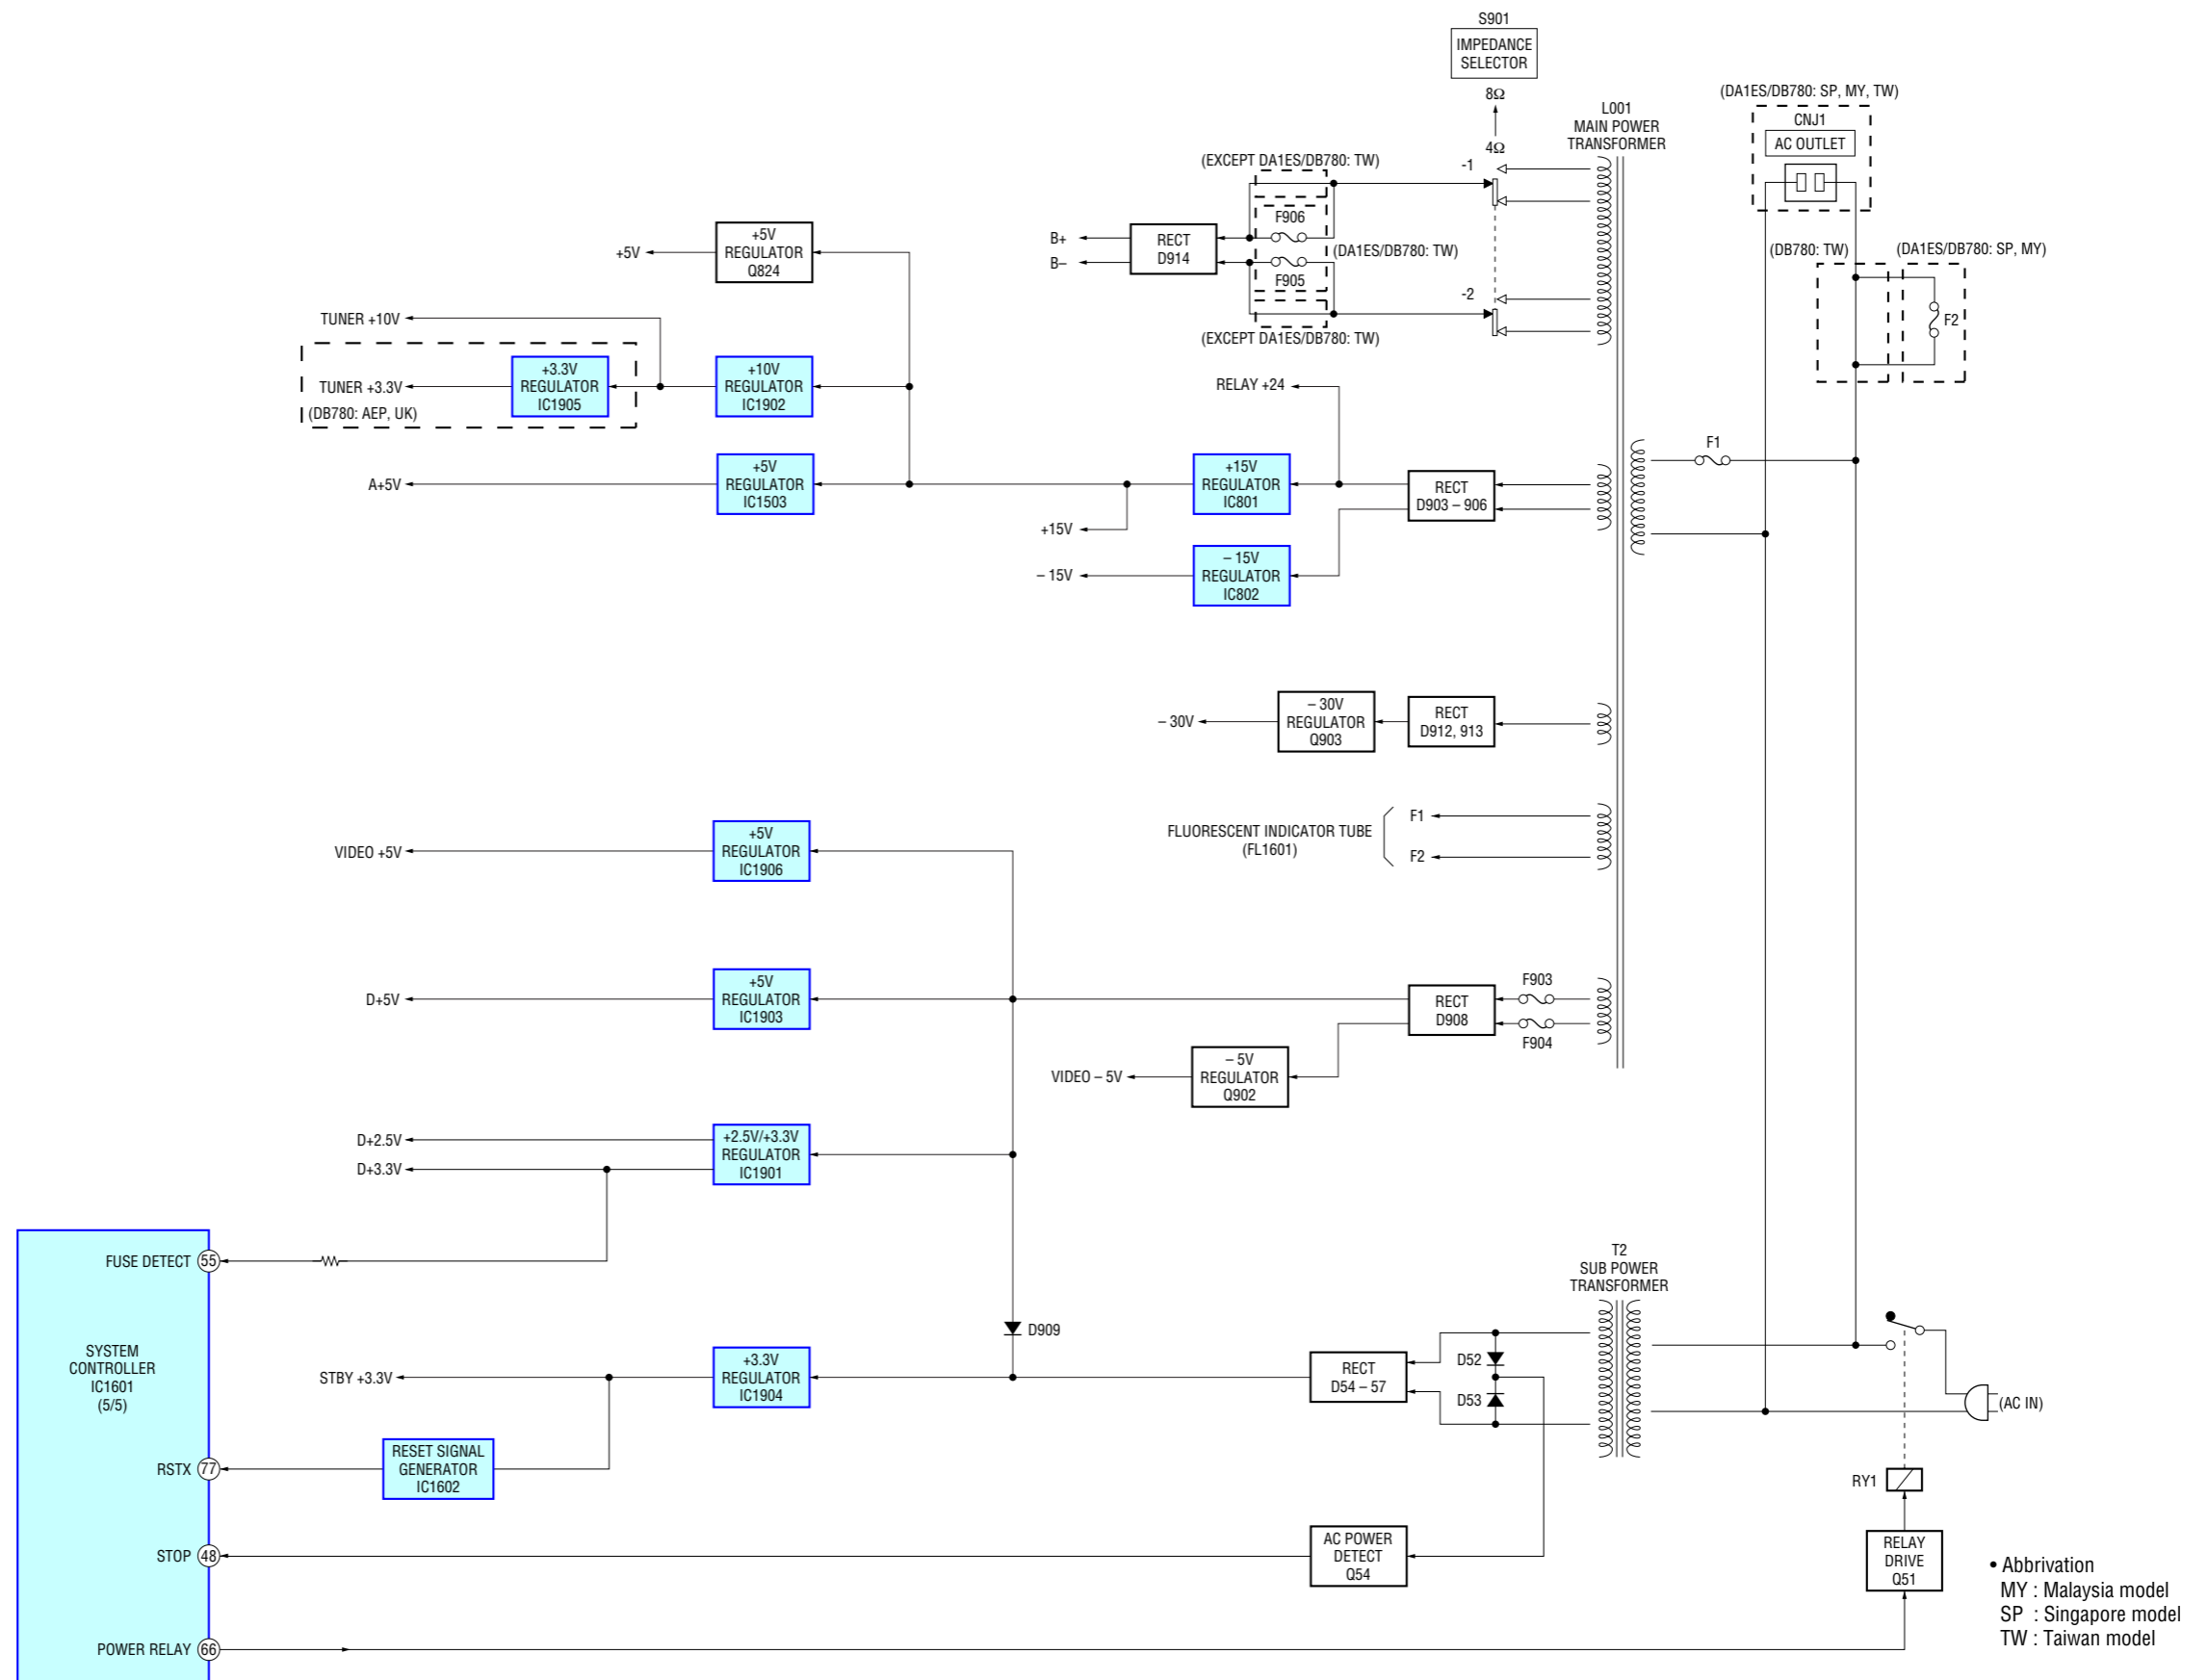 S901
IMPEDANCE
SELECTOR
8Ω
4Ω
-1
-2
L001
MAIN POWER
TRANSFORMER
(DA1ES/DB780: SP, MY, TW)
CNJ1
AC OUTLET
(DB780: TW)
(DA1ES/DB780: SP, MY)
F2
F1
(EXCEPT DA1ES/DB780: TW)
F906
(DA1ES/DB780: TW)
F905
(EXCEPT DA1ES/DB780: TW)
B+
B–
RECT
D914
+5V
+5V
REGULATOR
Q824
TUNER +10V
TUNER +3.3V
+3.3V
REGULATOR
IC1905
(DB780: AEP, UK)
+10V
REGULATOR
IC1902
RELAY +24
A+5V
+5V
REGULATOR
IC1503
+15V
+15V
REGULATOR
IC801
RECT
D903 – 906
– 15V
– 15V
REGULATOR
IC802
– 30V
– 30V
REGULATOR
Q903
RECT
D912, 913
FLUORESCENT INDICATOR TUBE
(FL1601)
F1
F2
VIDEO +5V
+5V
REGULATOR
IC1906
D+5V
+5V
REGULATOR
IC1903
RECT
D908
F903
F904
VIDEO – 5V
– 5V
REGULATOR
Q902
D+2.5V
D+3.3V
+2.5V/+3.3V
REGULATOR
IC1901
FUSE DETECT 55
SYSTEM
CONTROLLER
IC1601
(5/5)
D909
STBY +3.3V
+3.3V
REGULATOR
IC1904
RECT
D54 – 57
D52
D53
T2
SUB POWER
TRANSFORMER
(AC IN)
RSTX 77
RESET SIGNAL
GENERATOR
IC1602
RY1
STOP 48
AC POWER
DETECT
Q54
RELAY
DRIVE
Q51
POWER RELAY 66
• Abbrivation
MY : Malaysia model
SP : Singapore model
TW : Taiwan model